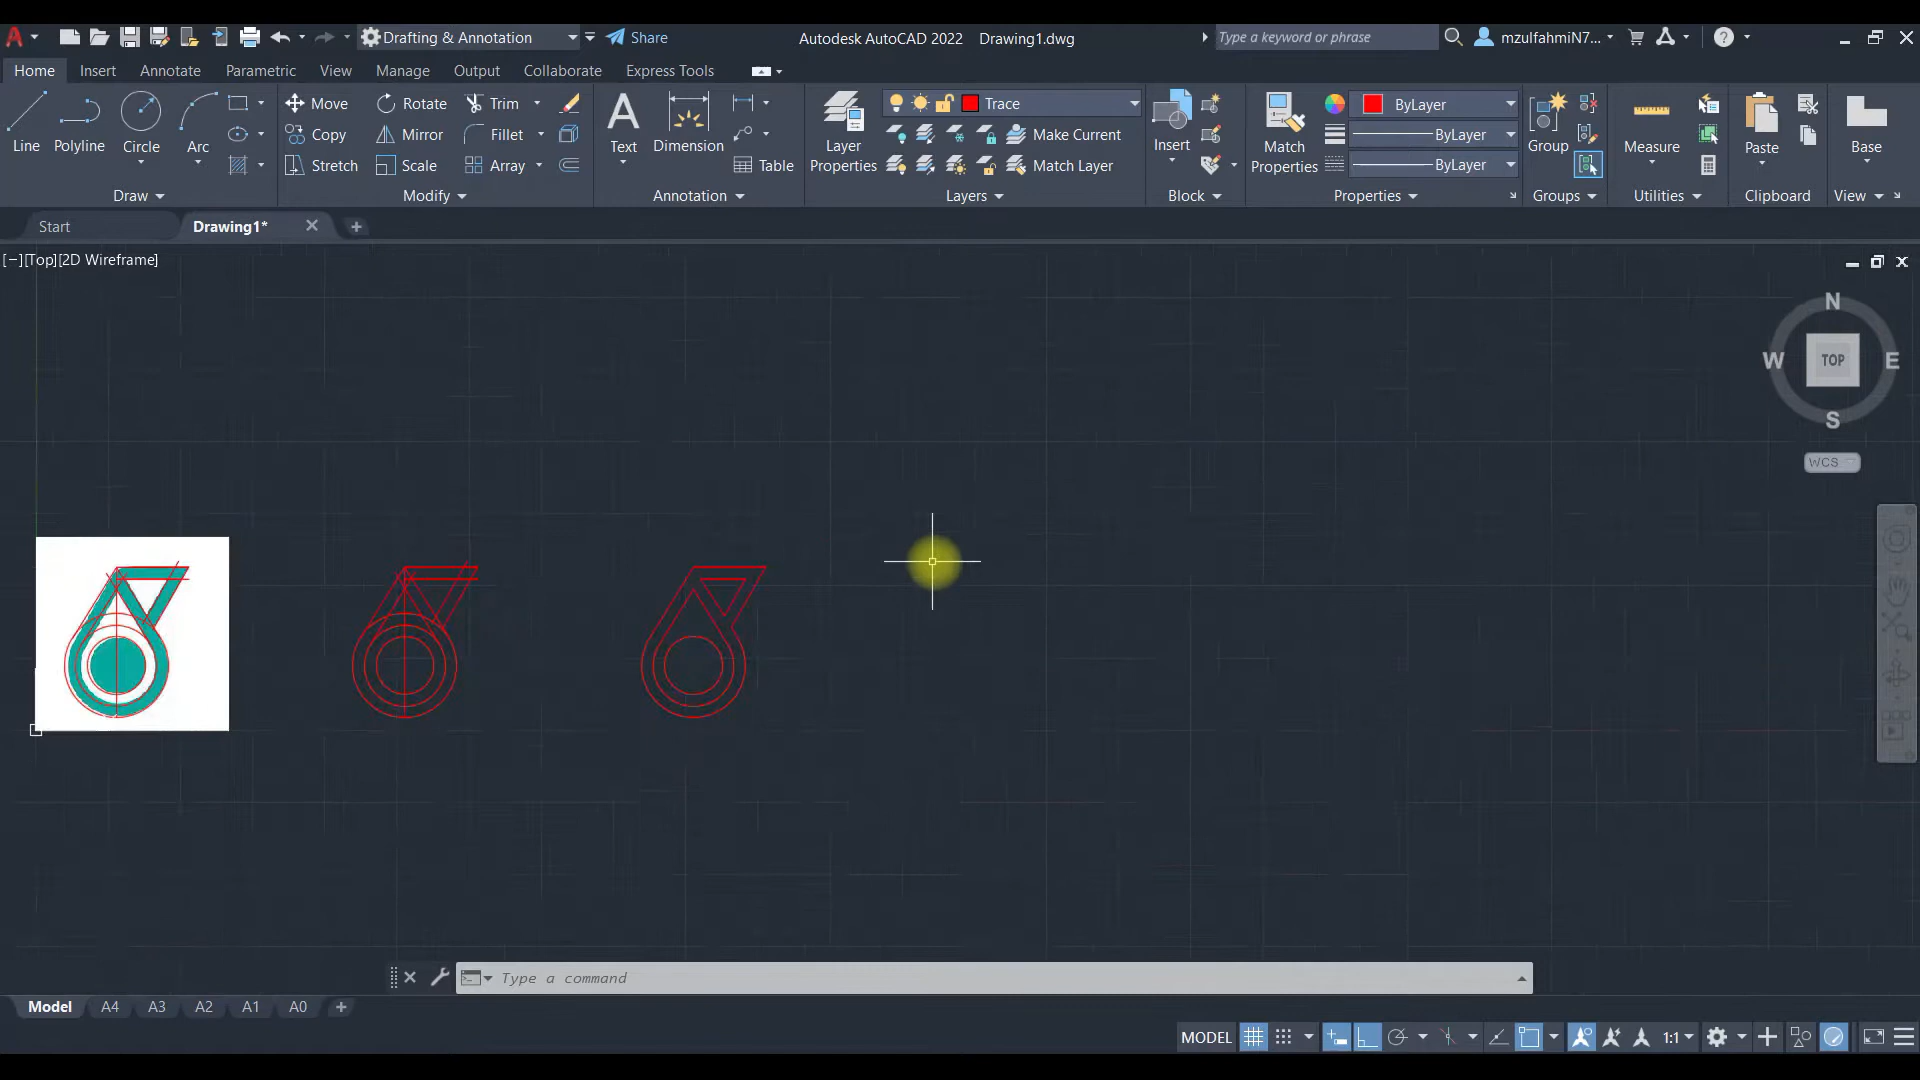 Drafting & Annotation
Share
Autodesk AutoCAD 2022 Drawing1.dwg
Type a keyword or phrase
mzulfahmiN7...
Home Insert Annotate Parametric View Manage Output Collaborate Express Tools
Line Polyline Circle Arc
Move Rotate Trim
Copy Mirror Fillet
Stretch Scale Array
Text Dimension
Table
Layer Properties
Trace
Make Current
Match Layer
Insert
Match Properties
ByLayer
ByLayer
ByLayer
Group
Measure
Paste
Base
Draw Modify Annotation Layers Block Properties Groups Utilities Clipboard View
Start Drawing1*
[−][Top][2D Wireframe]
N
W TOP E
S
WCS
Type a command
Model A4 A3 A2 A1 A0
MODEL 1:1